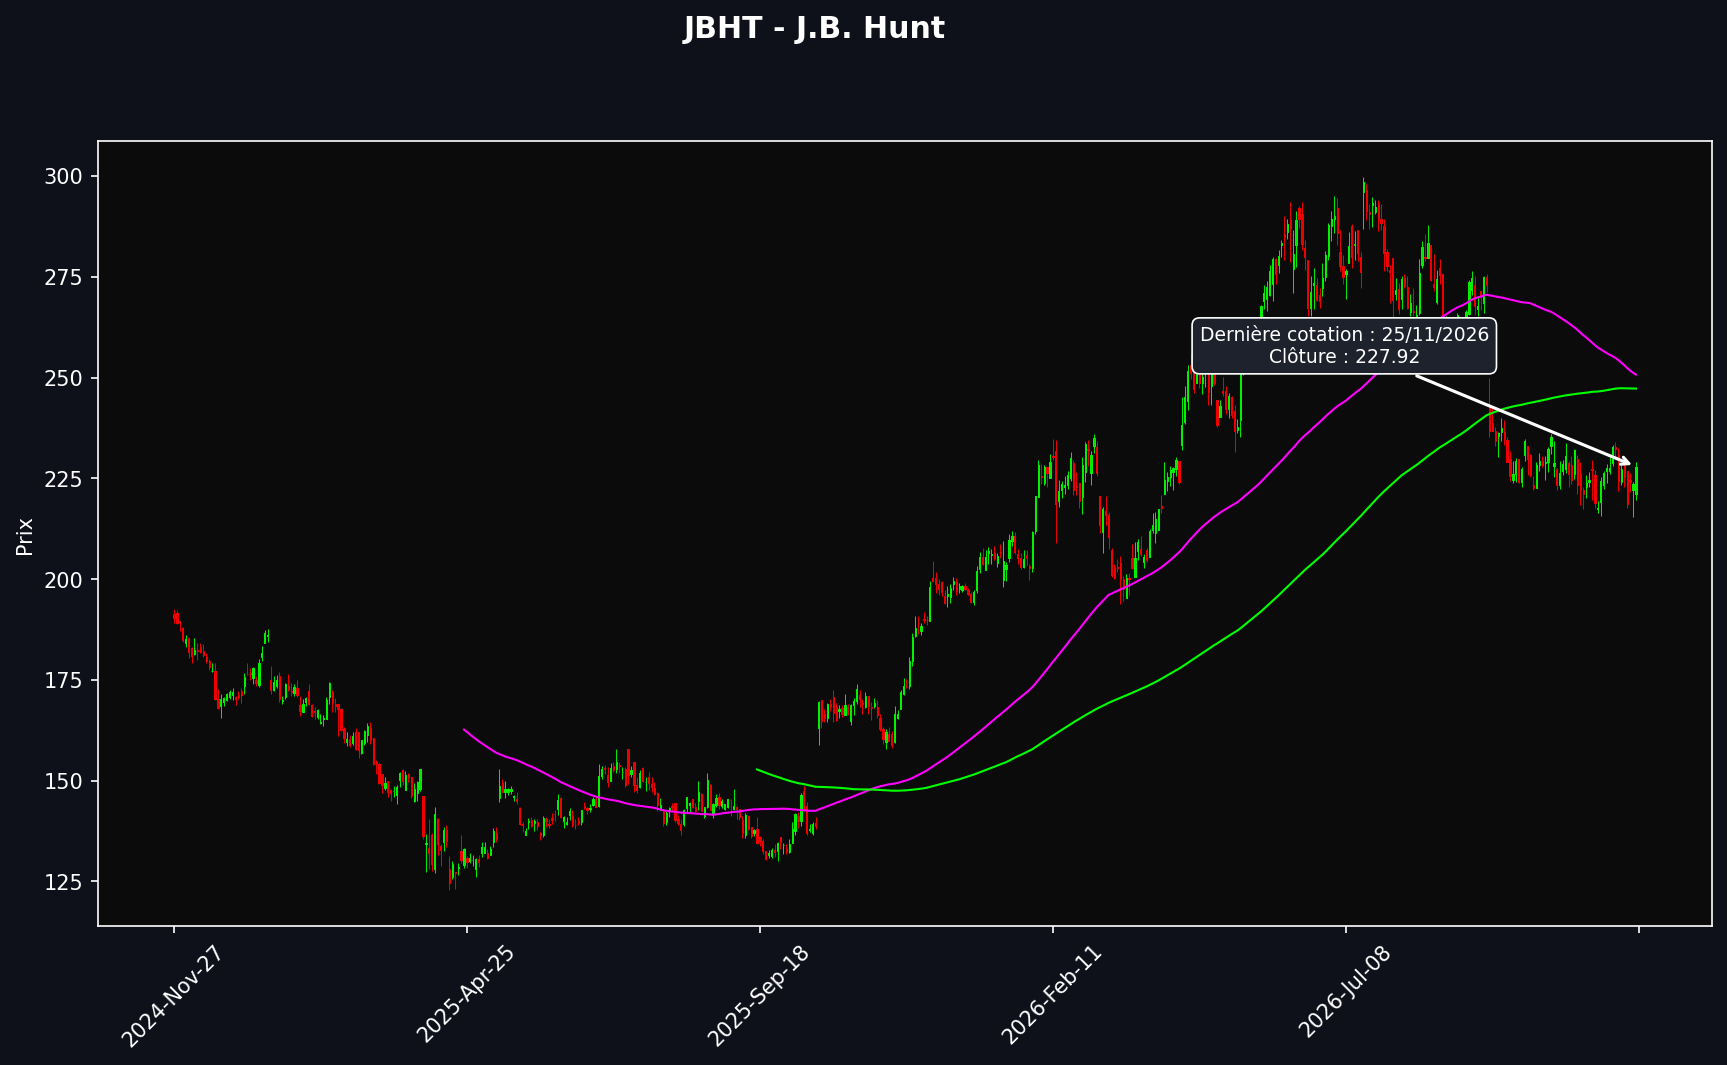 JBHT - J.B. Hunt
300
275
250
225
200
175
150
125
Prix
Dernière cotation : 25/11/2026
Clôture : 227.92
2024-Nov-27
2025-Apr-25
2025-Sep-18
2026-Feb-11
2026-Jul-08